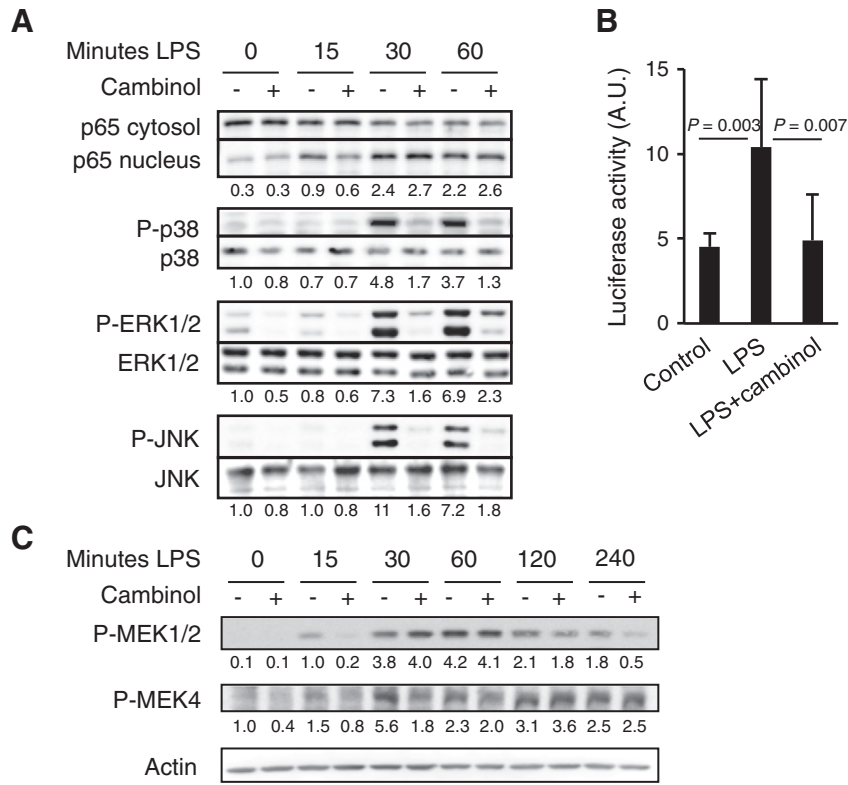 A
Minutes LPS 0 15 30 60
Cambinol - + - + - + - +
p65 cytosol
p65 nucleus
0.3 0.3 0.9 0.6 2.4 2.7 2.2 2.6
P-p38
p38
1.0 0.8 0.7 0.7 4.8 1.7 3.7 1.3
P-ERK1/2
ERK1/2
1.0 0.5 0.8 0.6 7.3 1.6 6.9 2.3
P-JNK
JNK
1.0 0.8 1.0 0.8 11 1.6 7.2 1.8
B
Luciferase activity (A.U.)
15
10
5
0
P = 0.003
P = 0.007
Control
LPS
LPS+cambinol
C
Minutes LPS 0 15 30 60 120 240
Cambinol - + - + - + - + - + - +
P-MEK1/2
0.1 0.1 1.0 0.2 3.8 4.0 4.2 4.1 2.1 1.8 1.8 0.5
P-MEK4
1.0 0.4 1.5 0.8 5.6 1.8 2.3 2.0 3.1 3.6 2.5 2.5
Actin